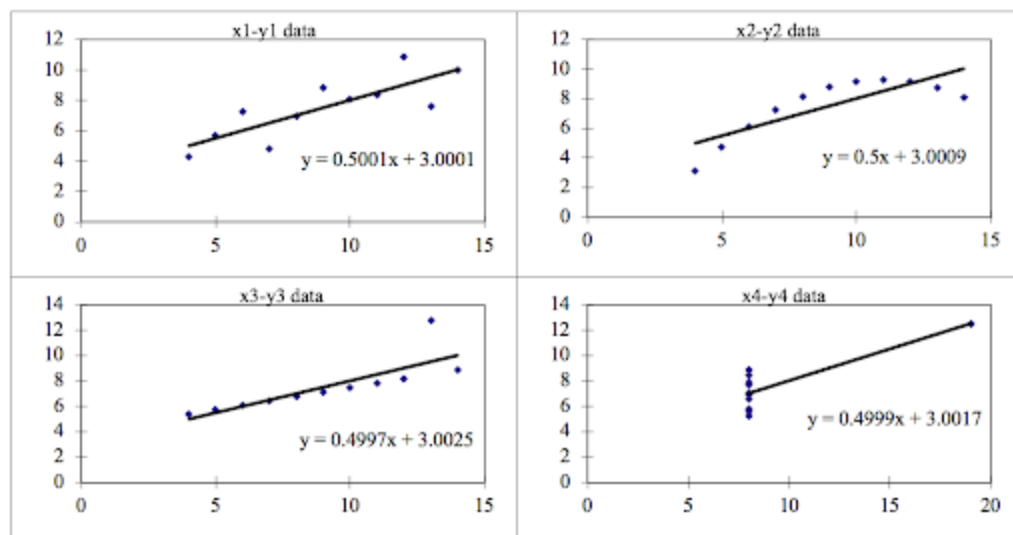 x1-y1 data
12
10
8
6
4
2
0
y = 0.5001x + 3.0001
0 5 10 15
x2-y2 data
12
10
8
6
4
2
0
y = 0.5x + 3.0009
0 5 10 15
x3-y3 data
14
12
10
8
6
4
2
0
y = 0.4997x + 3.0025
0 5 10 15
x4-y4 data
14
12
10
8
6
4
2
0
y = 0.4999x + 3.0017
0 5 10 15 20